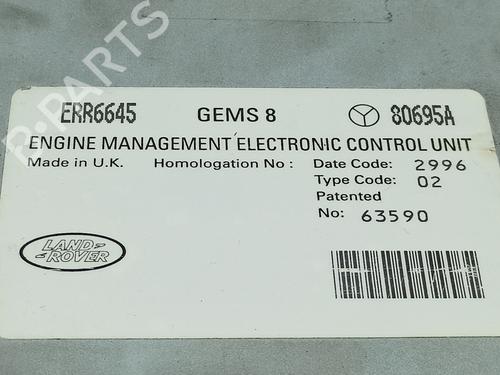 B-PARTS
ERR6645 GEMS 8 80695A
ENGINE MANAGEMENT ELECTRONIC CONTROL UNIT
Made in U.K. Homologation No : Date Code: 2996
Type Code: 02
Patented
No: 63590
LAND
ROVER